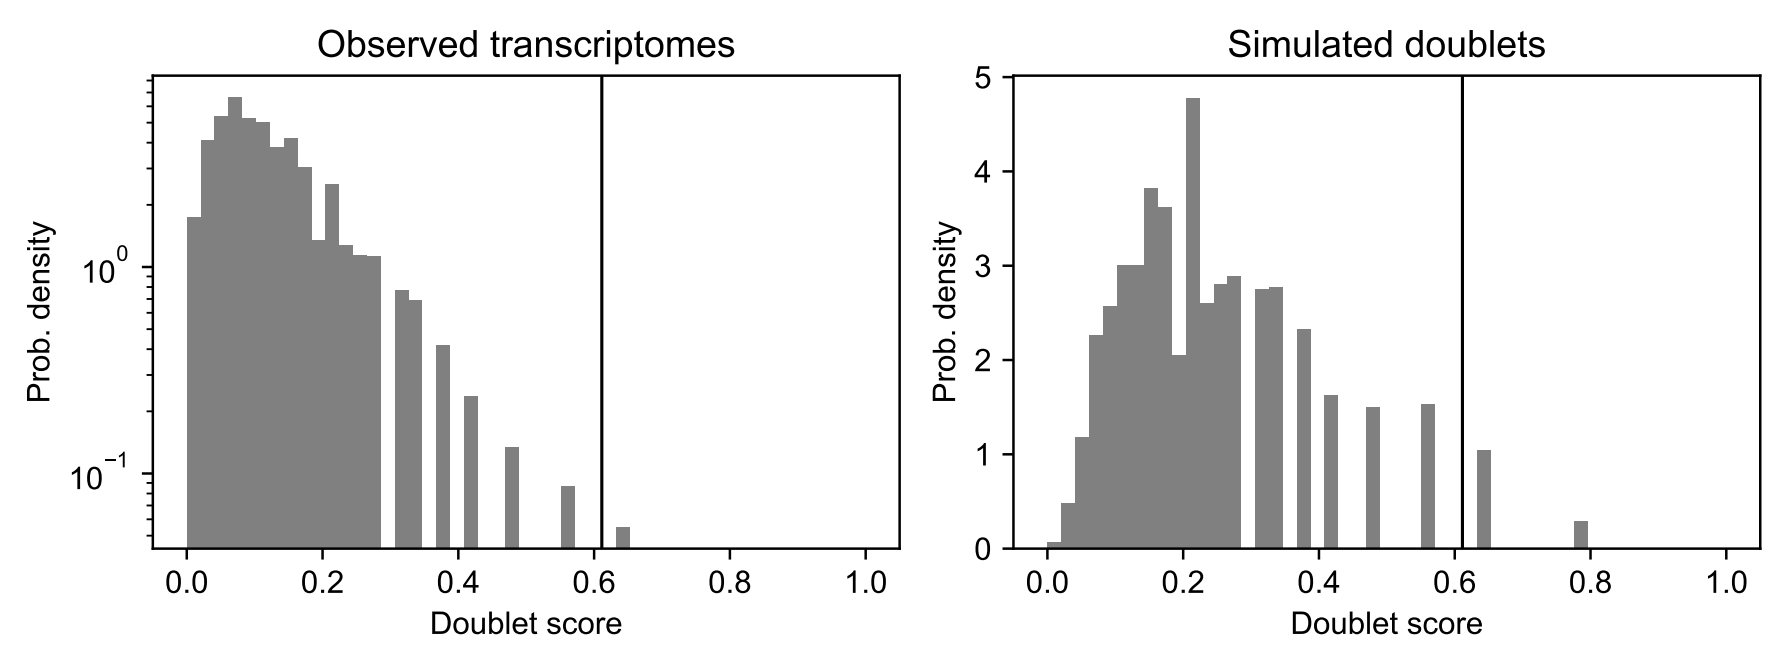 Observed transcriptomes
Prob. density
10^0
10^−1
0.0 0.2 0.4 0.6 0.8 1.0
Doublet score
Simulated doublets
Prob. density
5
4
3
2
1
0
0.0 0.2 0.4 0.6 0.8 1.0
Doublet score